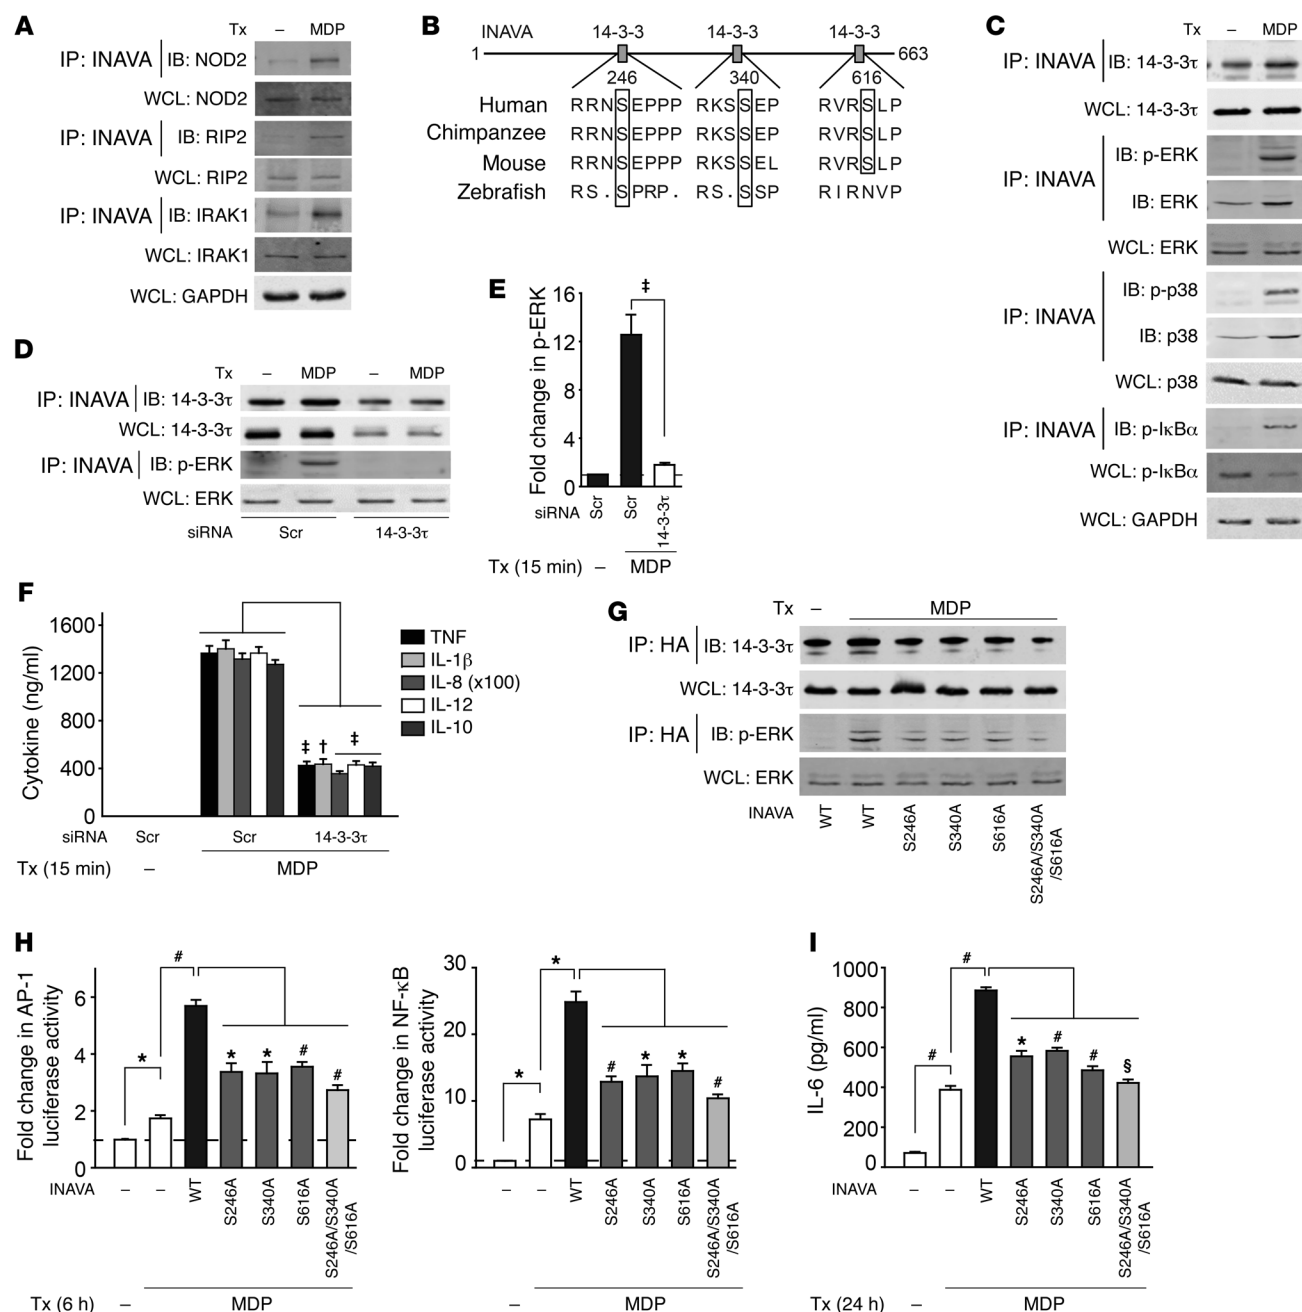 A
Tx – MDP
IP: INAVA IB: NOD2
WCL: NOD2
IP: INAVA IB: RIP2
WCL: RIP2
IP: INAVA IB: IRAK1
WCL: IRAK1
WCL: GAPDH
B
INAVA 14-3-3 14-3-3 14-3-3
1 663
246 340 616
Human RRNSEPPP RKSSEP RVRSLP
Chimpanzee RRNSEPPP RKSSEP RVRSLP
Mouse RRNSEPPP RKSSEL RVRSLP
Zebrafish RS.SPRP. RS.SSP RIRNVP
C
Tx – MDP
IP: INAVA IB: 14-3-3τ
WCL: 14-3-3τ
IP: INAVA
IB: p-ERK
IB: ERK
WCL: ERK
IP: INAVA
IB: p-p38
IB: p38
WCL: p38
IP: INAVA IB: p-IκBα
WCL: p-IκBα
WCL: GAPDH
D
Tx – MDP – MDP
IP: INAVA IB: 14-3-3τ
WCL: 14-3-3τ
IP: INAVA IB: p-ERK
WCL: ERK
siRNA Scr 14-3-3τ
E
Fold change in p-ERK
16
12
8
4
0
‡
siRNA Scr Scr 14-3-3τ
Tx (15 min) – MDP
F
Cytokine (ng/ml)
1600
1200
800
400
0
‡ † ‡
TNF
IL-1β
IL-8 (x100)
IL-12
IL-10
siRNA Scr Scr 14-3-3τ
Tx (15 min) – MDP
G
Tx – MDP
IP: HA IB: 14-3-3τ
WCL: 14-3-3τ
IP: HA IB: p-ERK
WCL: ERK
INAVA WT WT S246A S340A S616A S246A/S340A/S616A
H
Fold change in AP-1
luciferase activity
6
4
2
0
* # * * # #
INAVA – – WT S246A S340A S616A S246A/S340A/S616A
Tx (6 h) – MDP
Fold change in NF-κB
luciferase activity
30
20
10
0
* * # * * #
– – WT S246A S340A S616A S246A/S340A/S616A
– MDP
I
IL-6 (pg/ml)
1000
800
600
400
200
0
# # * # # §
INAVA – – WT S246A S340A S616A S246A/S340A/S616A
Tx (24 h) – MDP